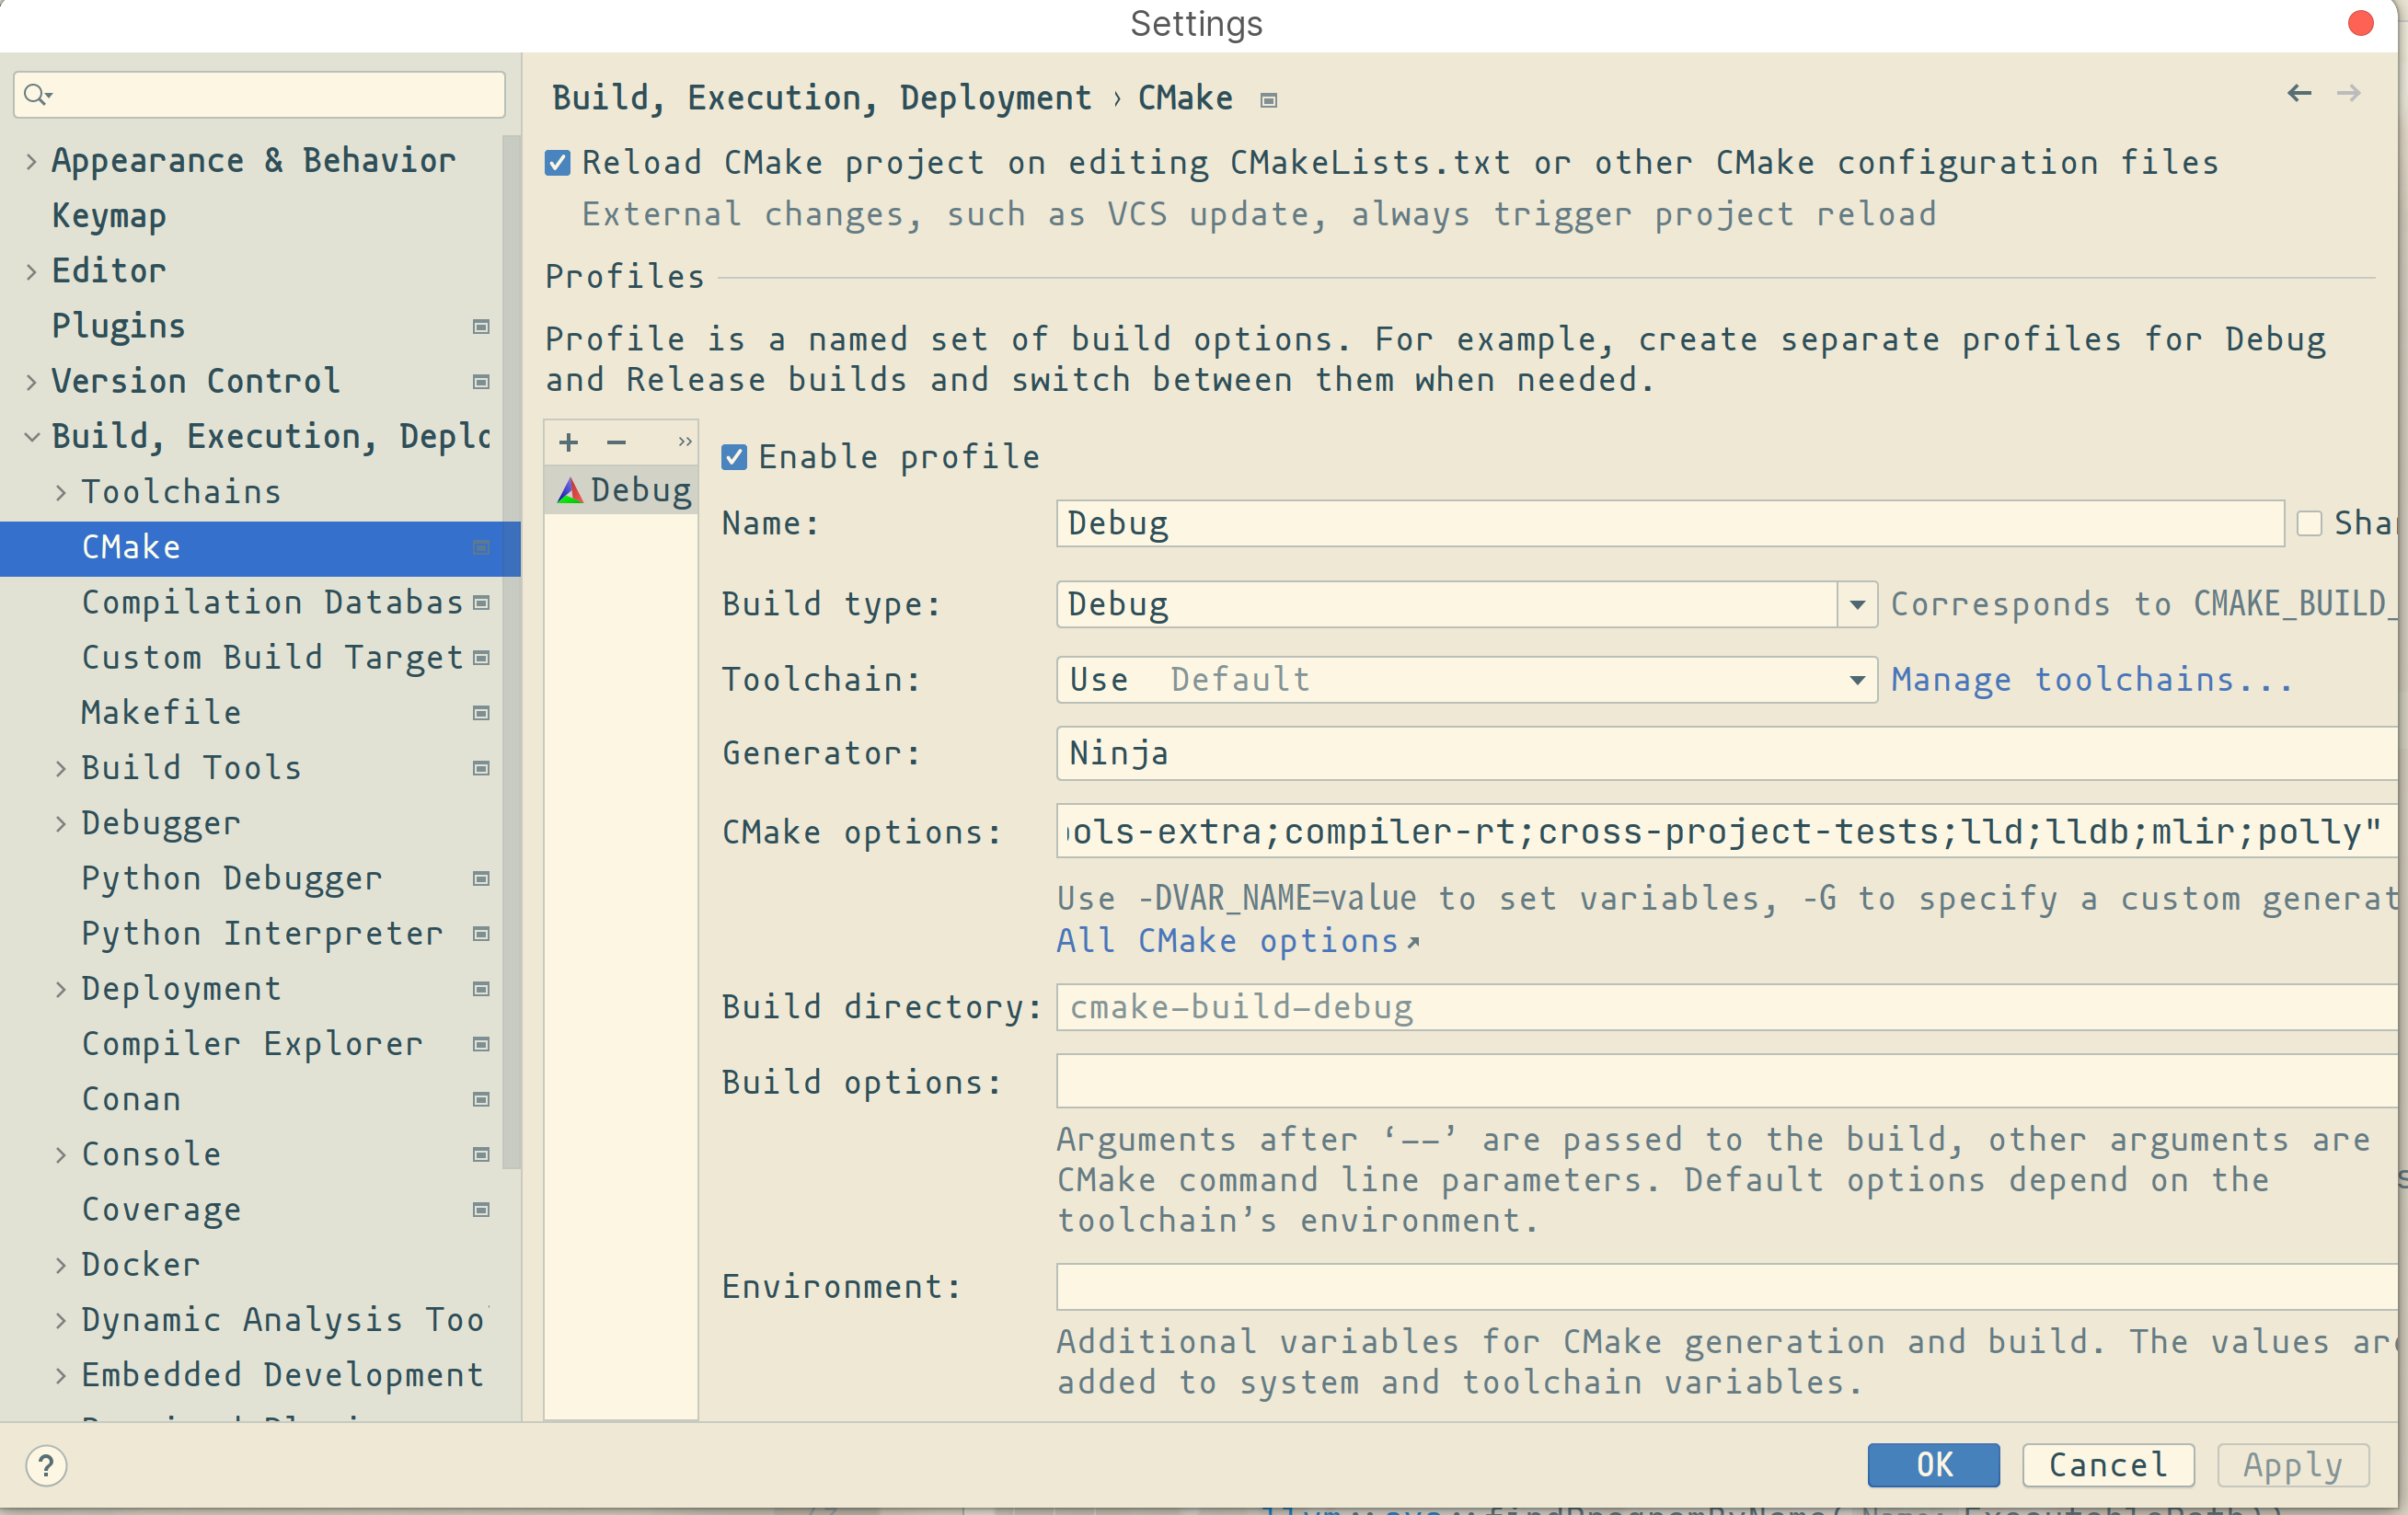 Settings
Build, Execution, Deployment › CMake
Appearance & Behavior
Keymap
Editor
Plugins
Version Control
Build, Execution, Deplo
Toolchains
CMake
Compilation Databas
Custom Build Target
Makefile
Build Tools
Debugger
Python Debugger
Python Interpreter
Deployment
Compiler Explorer
Conan
Console
Coverage
Docker
Dynamic Analysis Too
Embedded Development
Reload CMake project on editing CMakeLists.txt or other CMake configuration files
External changes, such as VCS update, always trigger project reload
Profiles
Profile is a named set of build options. For example, create separate profiles for Debug
and Release builds and switch between them when needed.
Debug
Enable profile
Name: Debug Shar
Build type: Debug Corresponds to CMAKE_BUILD_
Toolchain: Use Default Manage toolchains...
Generator: Ninja
CMake options: ols-extra;compiler-rt;cross-project-tests;lld;lldb;mlir;polly"
Use -DVAR_NAME=value to set variables, -G to specify a custom generat
All CMake options↗
Build directory: cmake-build-debug
Build options:
Arguments after ‘--’ are passed to the build, other arguments are
CMake command line parameters. Default options depend on the
toolchain’s environment.
Environment:
Additional variables for CMake generation and build. The values are
added to system and toolchain variables.
? OK Cancel Apply